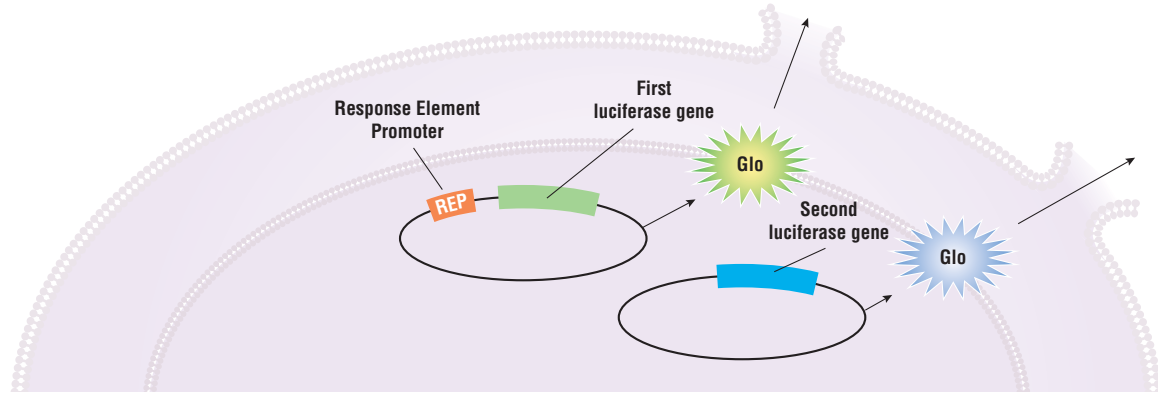 Response Element
Promoter
First
luciferase gene
REP
Glo
Second
luciferase gene
Glo